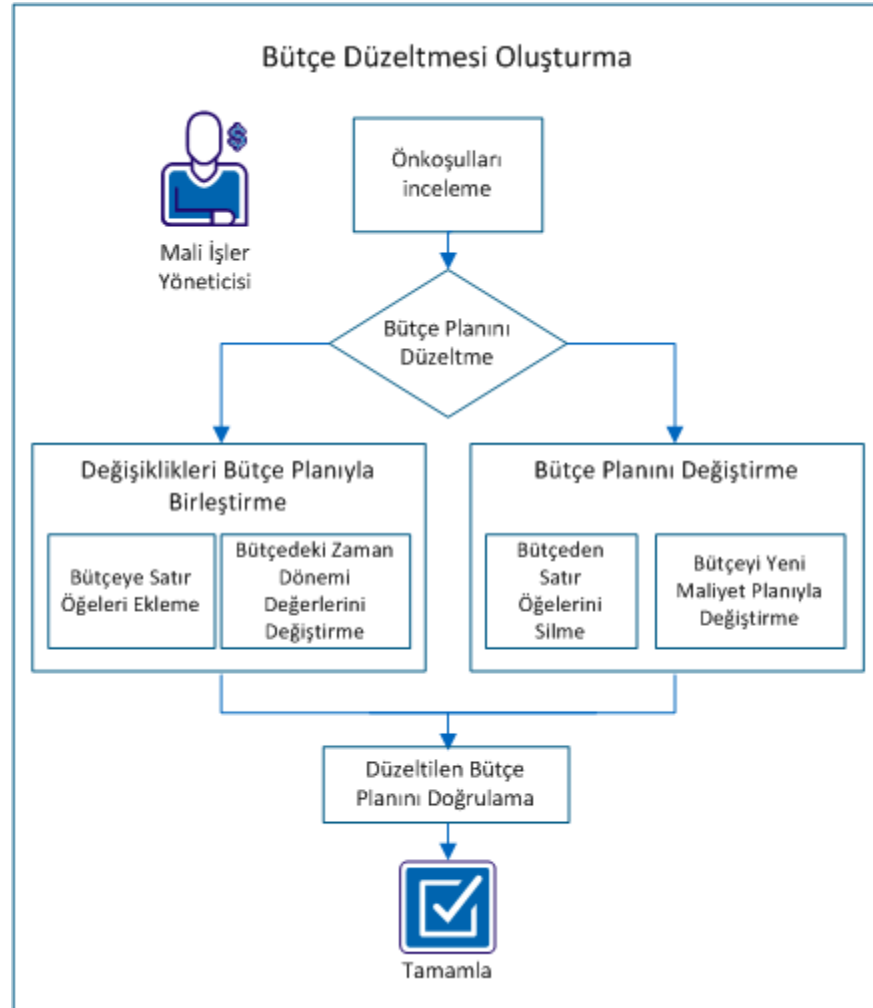 Bütçe Düzeltmesi Oluşturma
Önkoşulları
inceleme
Mali İşler
Yöneticisi
Bütçe Planını
Düzeltme
Değişiklikleri Bütçe Planıyla
Birleştirme
Bütçeye Satır
Öğeleri Ekleme
Bütçedeki Zaman
Dönemi
Değerlerini
Değiştirme
Bütçe Planını Değiştirme
Bütçeden
Satır
Öğelerini
Silme
Bütçeyi Yeni
Maliyet Planıyla
Değiştirme
Düzeltilen Bütçe
Planını Doğrulama
Tamamla